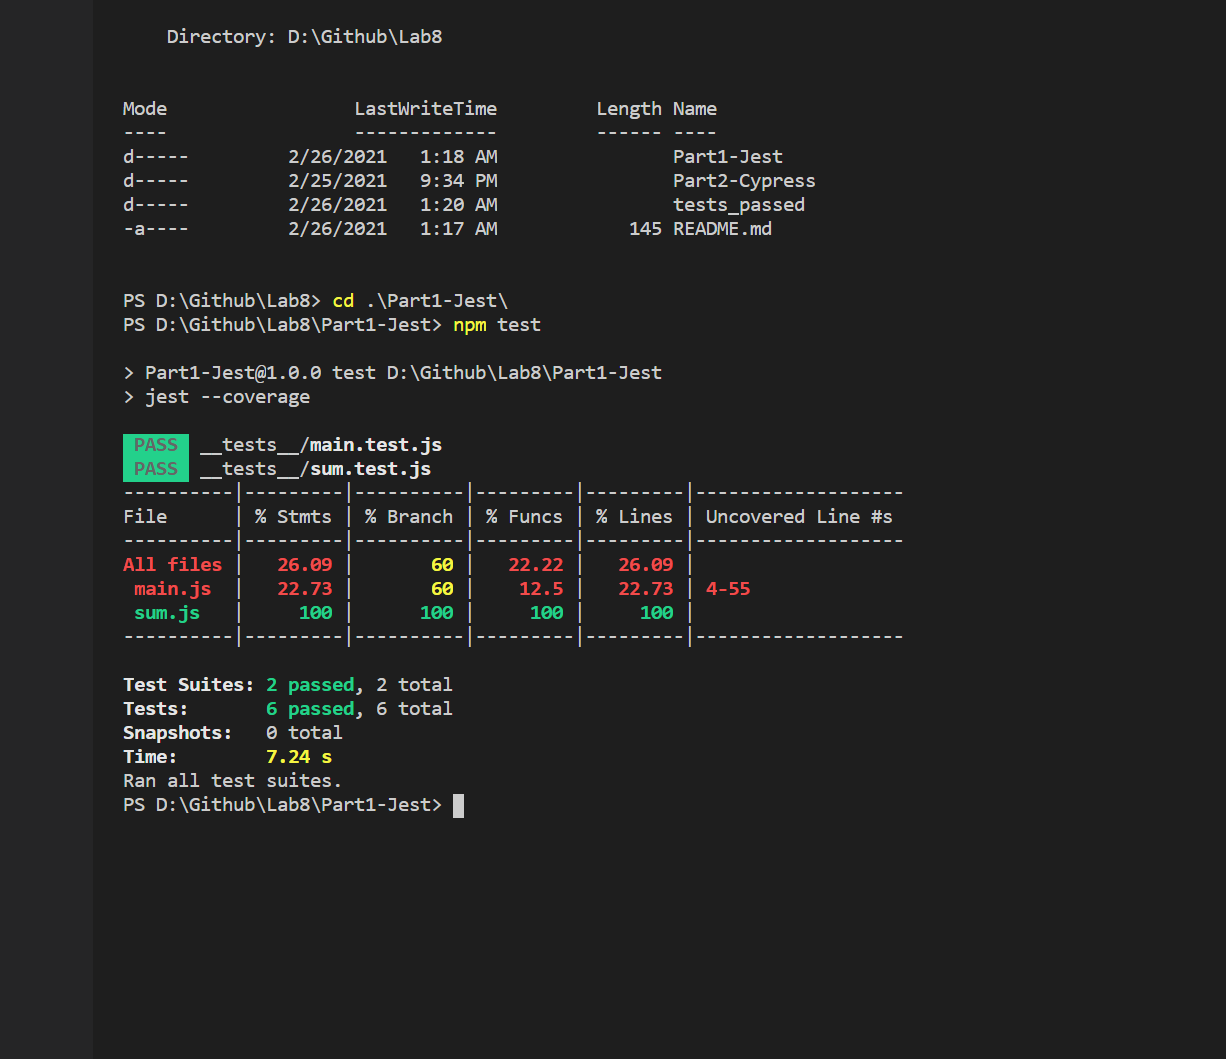 Directory: D:\Github\Lab8
Mode                 LastWriteTime         Length Name
----                 -------------         ------ ----
d-----         2/26/2021   1:18 AM                Part1-Jest
d-----         2/25/2021   9:34 PM                Part2-Cypress
d-----         2/26/2021   1:20 AM                tests_passed
-a----         2/26/2021   1:17 AM            145 README.md
PS D:\Github\Lab8> cd .\Part1-Jest\
PS D:\Github\Lab8\Part1-Jest> npm test
> Part1-Jest@1.0.0 test D:\Github\Lab8\Part1-Jest
> jest --coverage
 PASS  __tests__/main.test.js
 PASS  __tests__/sum.test.js
----------|---------|----------|---------|---------|-------------------
File      | % Stmts | % Branch | % Funcs | % Lines | Uncovered Line #s
----------|---------|----------|---------|---------|-------------------
All files |   26.09 |       60 |   22.22 |   26.09 |
 main.js  |   22.73 |       60 |    12.5 |   22.73 | 4-55
 sum.js   |     100 |      100 |     100 |     100 |
----------|---------|----------|---------|---------|-------------------
Test Suites: 2 passed, 2 total
Tests:       6 passed, 6 total
Snapshots:   0 total
Time:        7.24 s
Ran all test suites.
PS D:\Github\Lab8\Part1-Jest>